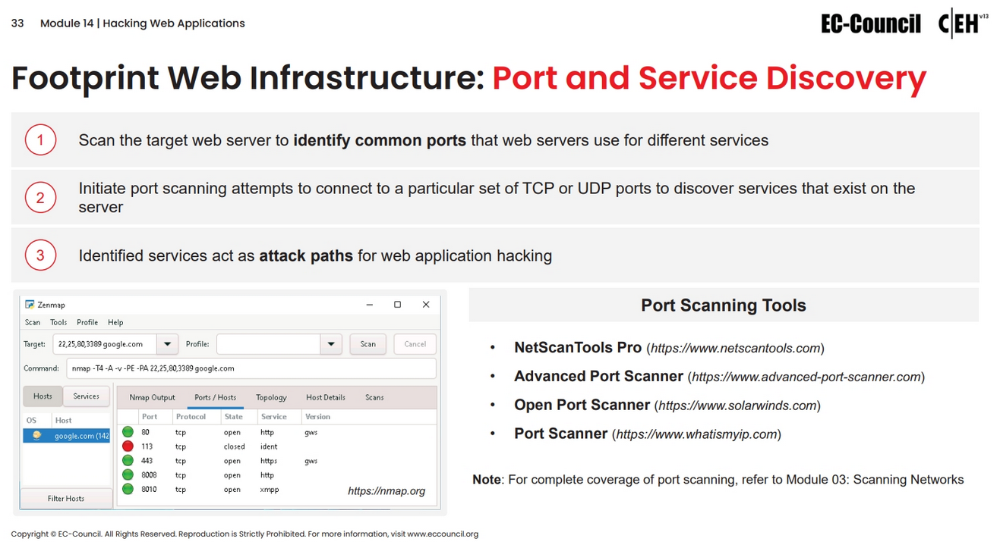 33 Module 14 | Hacking Web Applications
EC-Council C|EH v13
Footprint Web Infrastructure: Port and Service Discovery
1 Scan the target web server to identify common ports that web servers use for different services
2 Initiate port scanning attempts to connect to a particular set of TCP or UDP ports to discover services that exist on the
server
3 Identified services act as attack paths for web application hacking
Zenmap
Scan Tools Profile Help
Target: 22,25,80,3389 google.com Profile: Scan Cancel
Command: nmap -T4 -A -v -PE -PA 22,25,80,3389 google.com
Hosts Services Nmap Output Ports / Hosts Topology Host Details Scans
OS Host
google.com (142
Port Protocol State Service Version
80 tcp open http gws
113 tcp closed ident
443 tcp open https gws
8008 tcp open http
8010 tcp open xmpp
https://nmap.org
Filter Hosts
Port Scanning Tools
• NetScanTools Pro (https://www.netscantools.com)
• Advanced Port Scanner (https://www.advanced-port-scanner.com)
• Open Port Scanner (https://www.solarwinds.com)
• Port Scanner (https://www.whatismyip.com)
Note: For complete coverage of port scanning, refer to Module 03: Scanning Networks
Copyright © EC-Council. All Rights Reserved. Reproduction is Strictly Prohibited. For more information, visit www.eccouncil.org